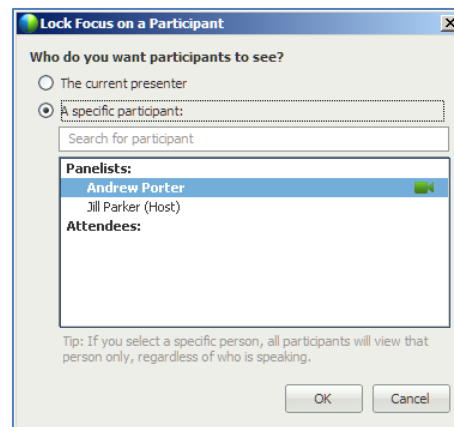 Lock Focus on a Participant
Who do you want participants to see?
The current presenter
A specific participant:
Search for participant
Panelists:
Andrew Porter
Jill Parker (Host)
Attendees:
Tip: If you select a specific person, all participants will view that
person only, regardless of who is speaking.
OK Cancel